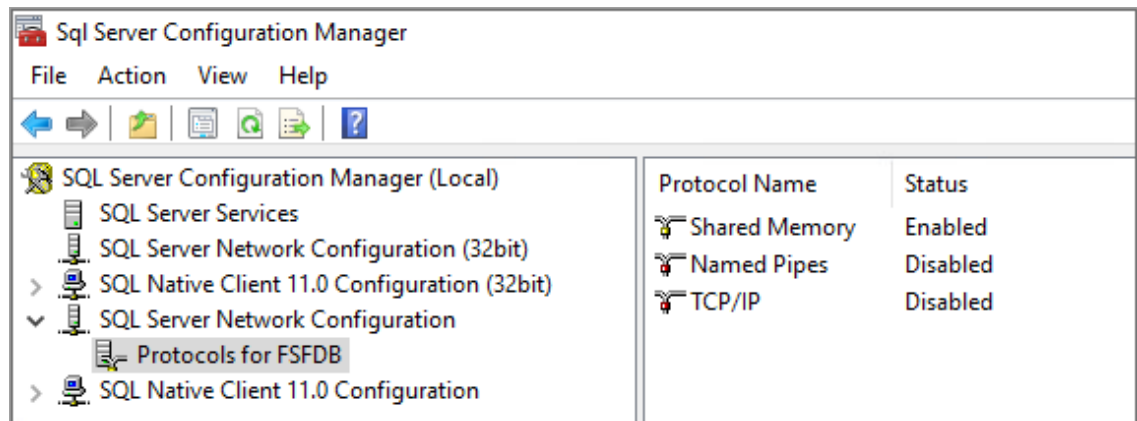 Sql Server Configuration Manager
File Action View Help
SQL Server Configuration Manager (Local)
SQL Server Services
SQL Server Network Configuration (32bit)
SQL Native Client 11.0 Configuration (32bit)
SQL Server Network Configuration
Protocols for FSFDB
SQL Native Client 11.0 Configuration
Protocol Name Status
Shared Memory Enabled
Named Pipes Disabled
TCP/IP Disabled